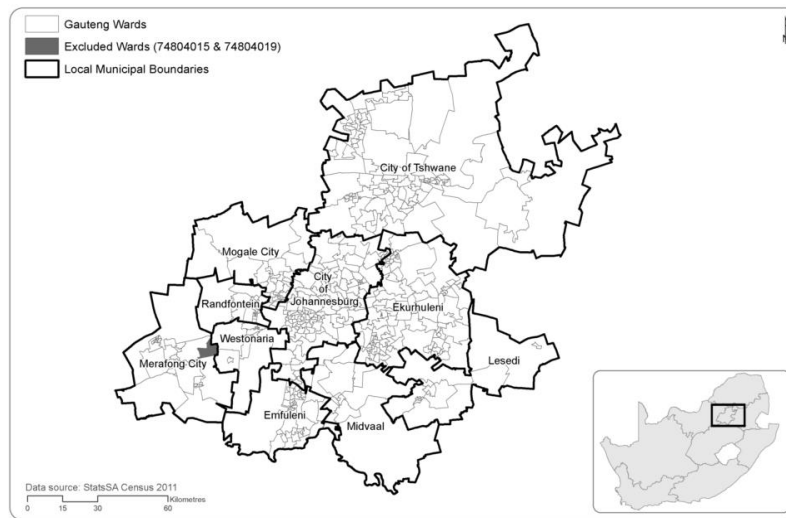 Gauteng Wards
Excluded Wards (74804015 & 74804019)
Local Municipal Boundaries
City of Tshwane
Mogale City
City
of
Johannesburg
Randfontein
Ekurhuleni
Westonaria
Merafong City
Lesedi
Emfuleni
Midvaal
Data source: StatsSA Census 2011
Kilometres
0 15 30 60